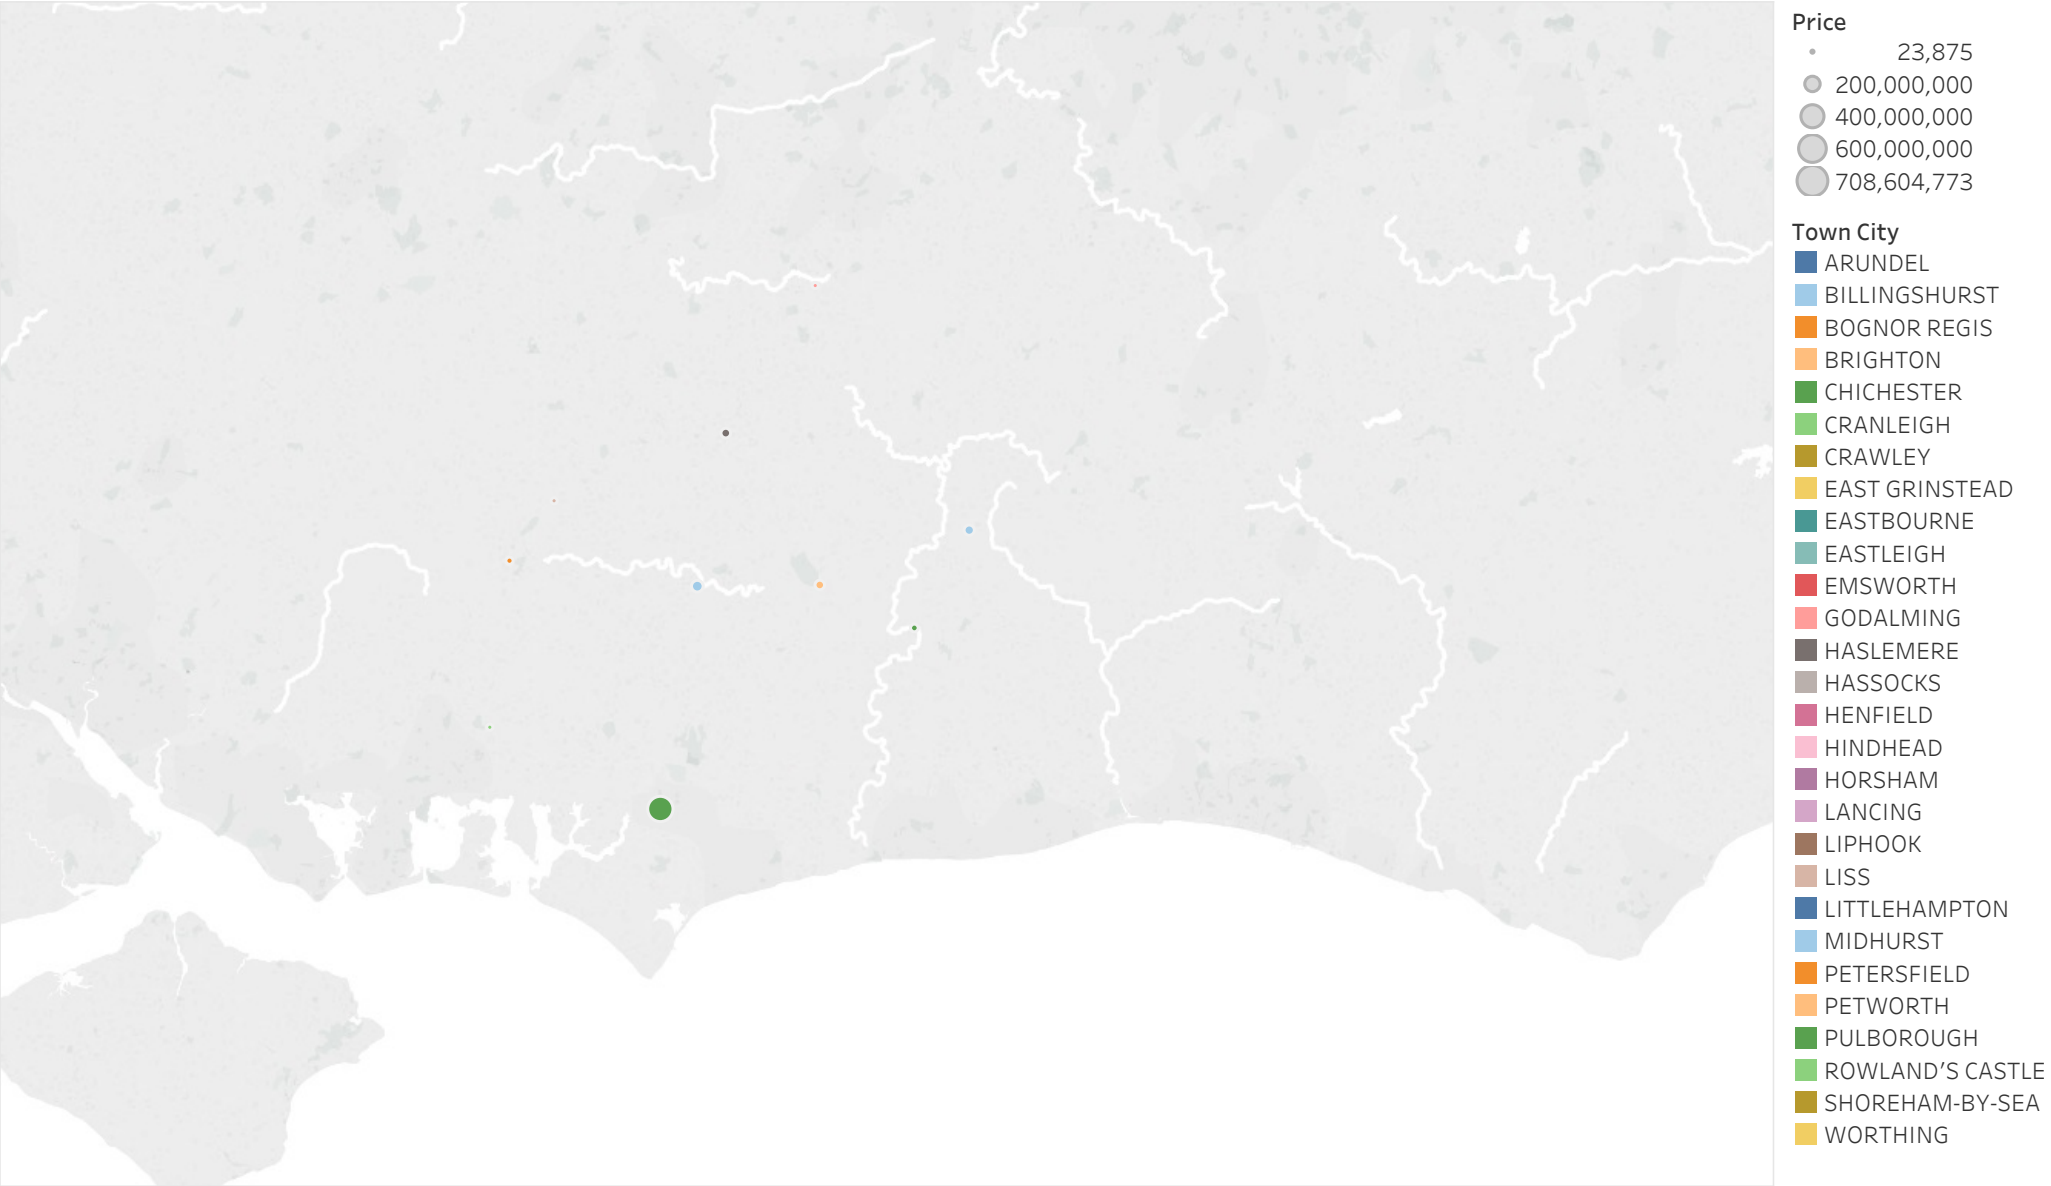 Price
23,875
200,000,000
400,000,000
600,000,000
708,604,773
Town City
ARUNDEL
BILLINGSHURST
BOGNOR REGIS
BRIGHTON
CHICHESTER
CRANLEIGH
CRAWLEY
EAST GRINSTEAD
EASTBOURNE
EASTLEIGH
EMSWORTH
GODALMING
HASLEMERE
HASSOCKS
HENFIELD
HINDHEAD
HORSHAM
LANCING
LIPHOOK
LISS
LITTLEHAMPTON
MIDHURST
PETERSFIELD
PETWORTH
PULBOROUGH
ROWLAND’S CASTLE
SHOREHAM-BY-SEA
WORTHING